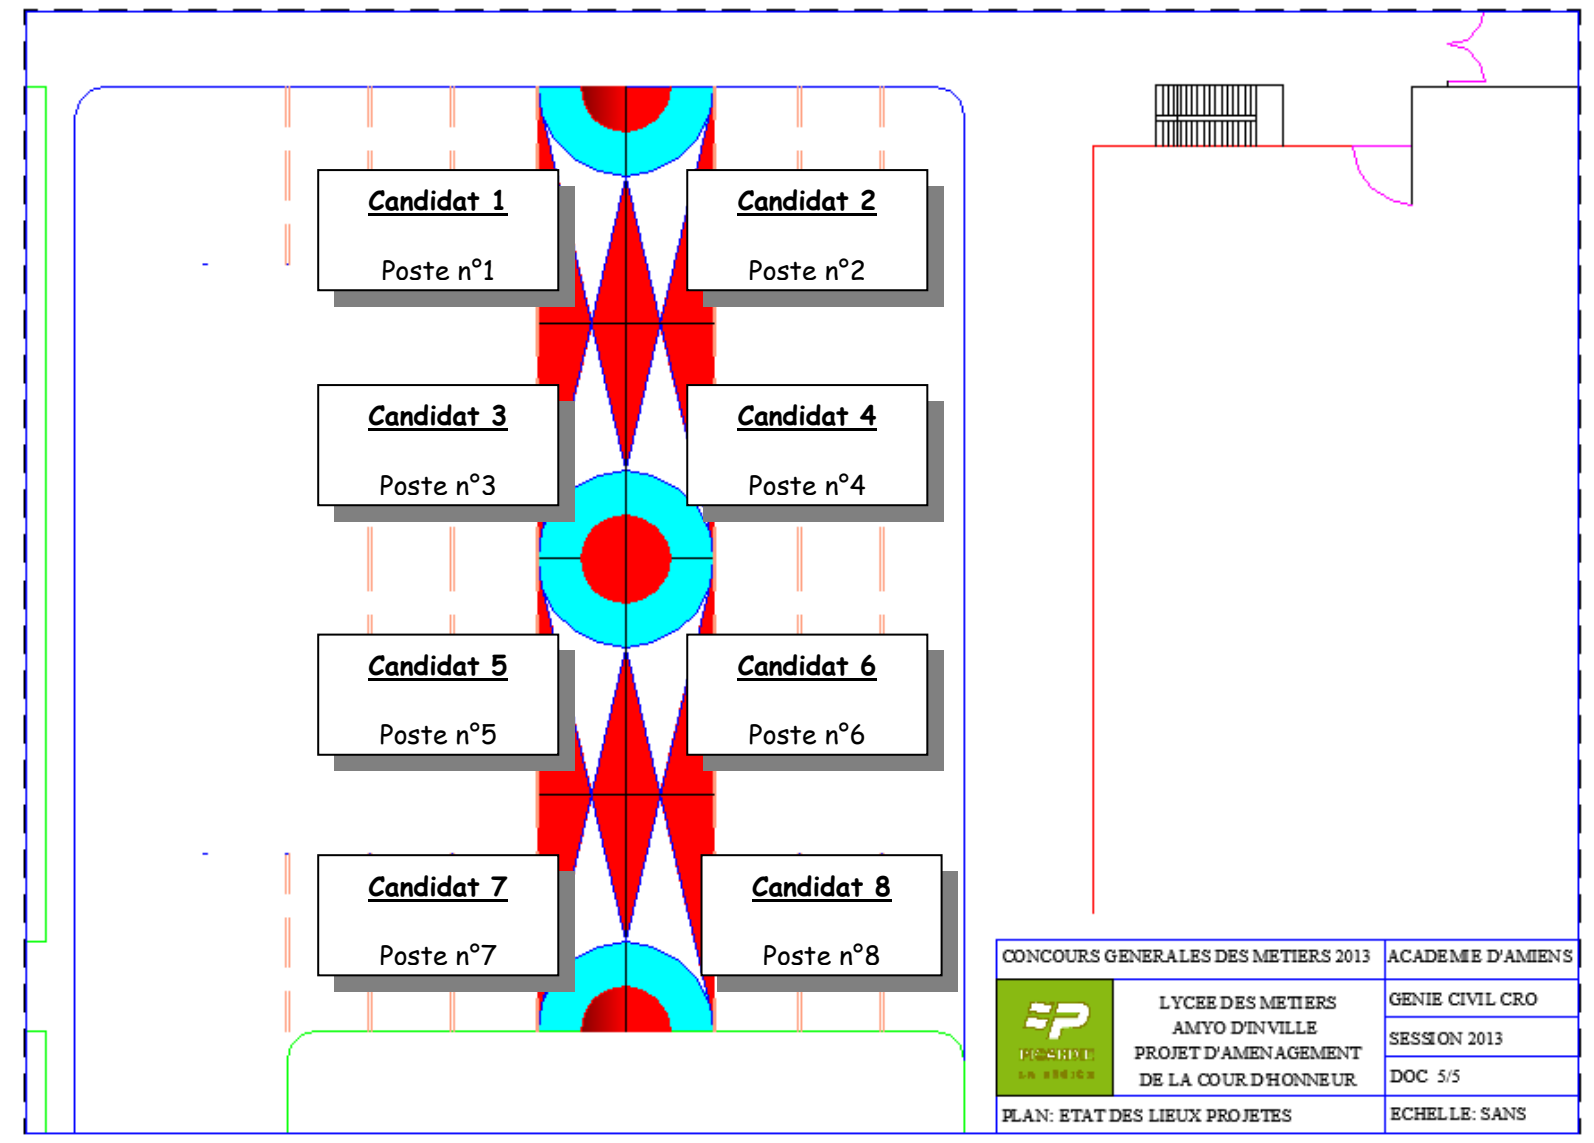 Candidat 1
Poste n°1
Candidat 2
Poste n°2
Candidat 3
Poste n°3
Candidat 4
Poste n°4
Candidat 5
Poste n°5
Candidat 6
Poste n°6
Candidat 7
Poste n°7
Candidat 8
Poste n°8
CONCOURS GENERALES DES METIERS 2013
ACADEMIE D'AMIENS
LYCEE DES METIERS
AMYO D'INVILLE
PROJET D'AMENAGEMENT
DE LA COUR D'HONNEUR
GENIE CIVIL CRO
SESSION 2013
DOC 5/5
PLAN: ETAT DES LIEUX PROJETES
ECHELLE: SANS